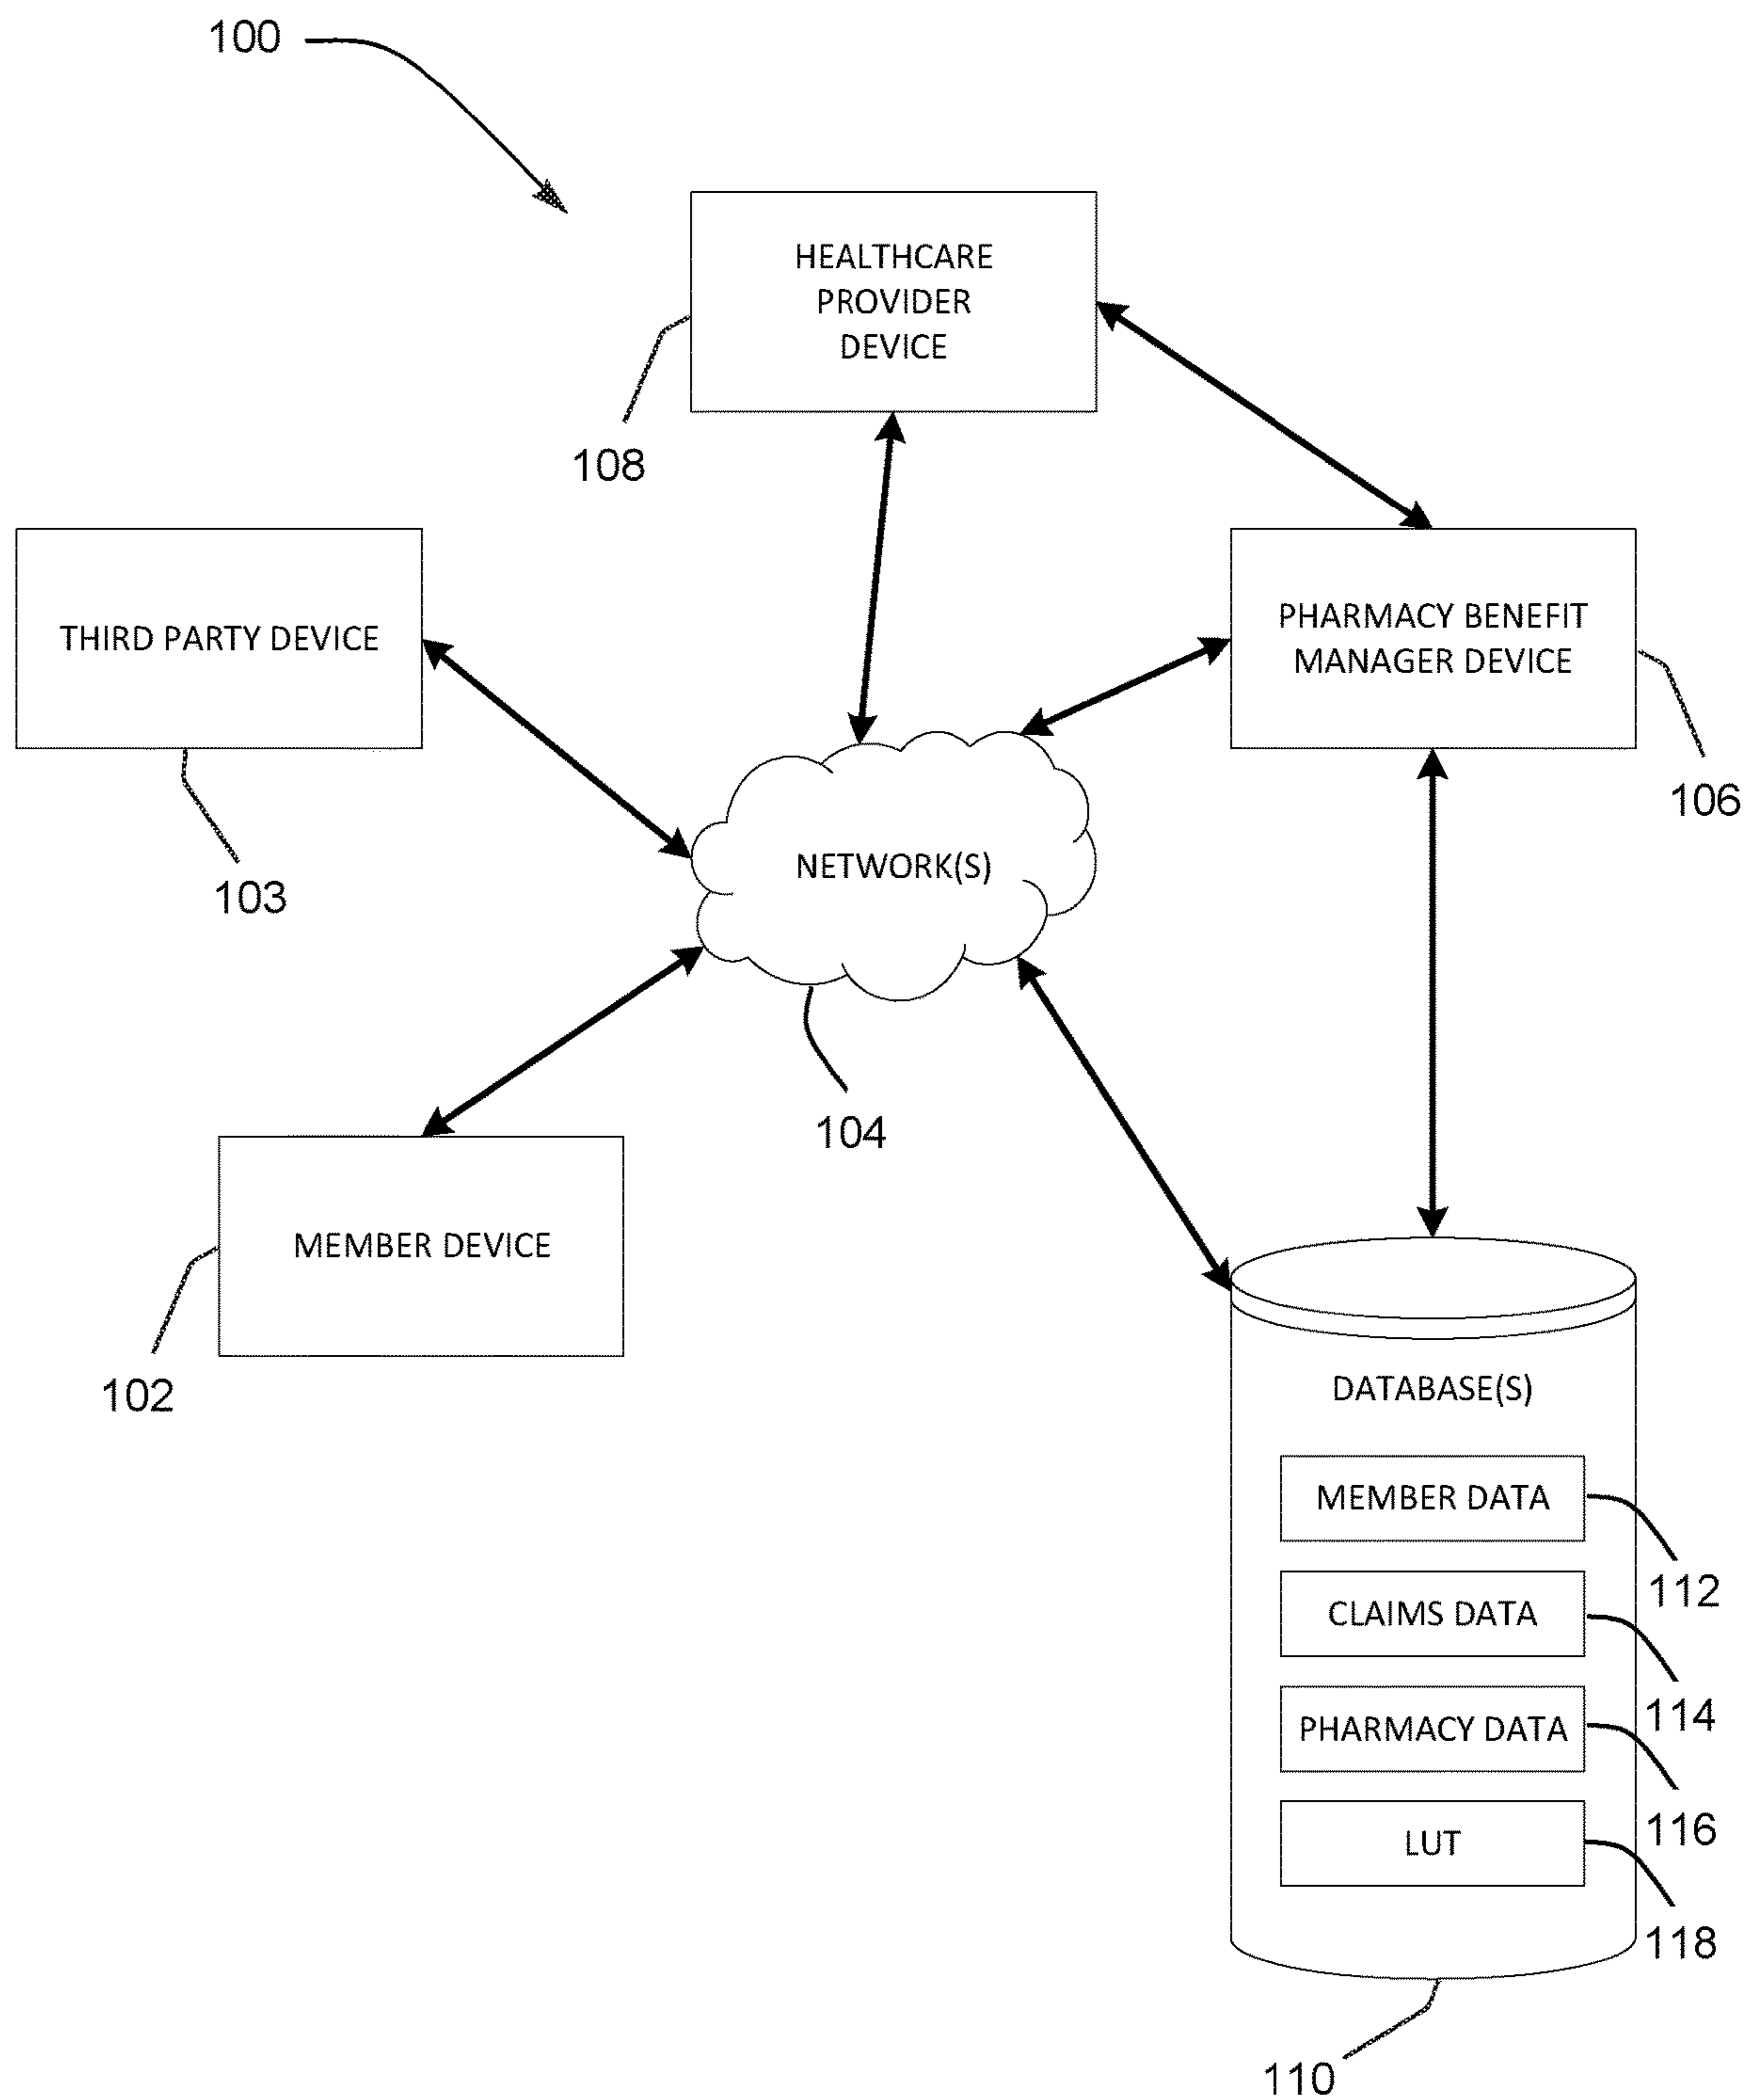 100
HEALTHCARE
PROVIDER
DEVICE
108
THIRD PARTY DEVICE
PHARMACY BENEFIT
MANAGER DEVICE
106
103
NETWORK(S)
104
MEMBER DEVICE
102
DATABASE(S)
MEMBER DATA
112
CLAIMS DATA
114
PHARMACY DATA
116
LUT
118
110